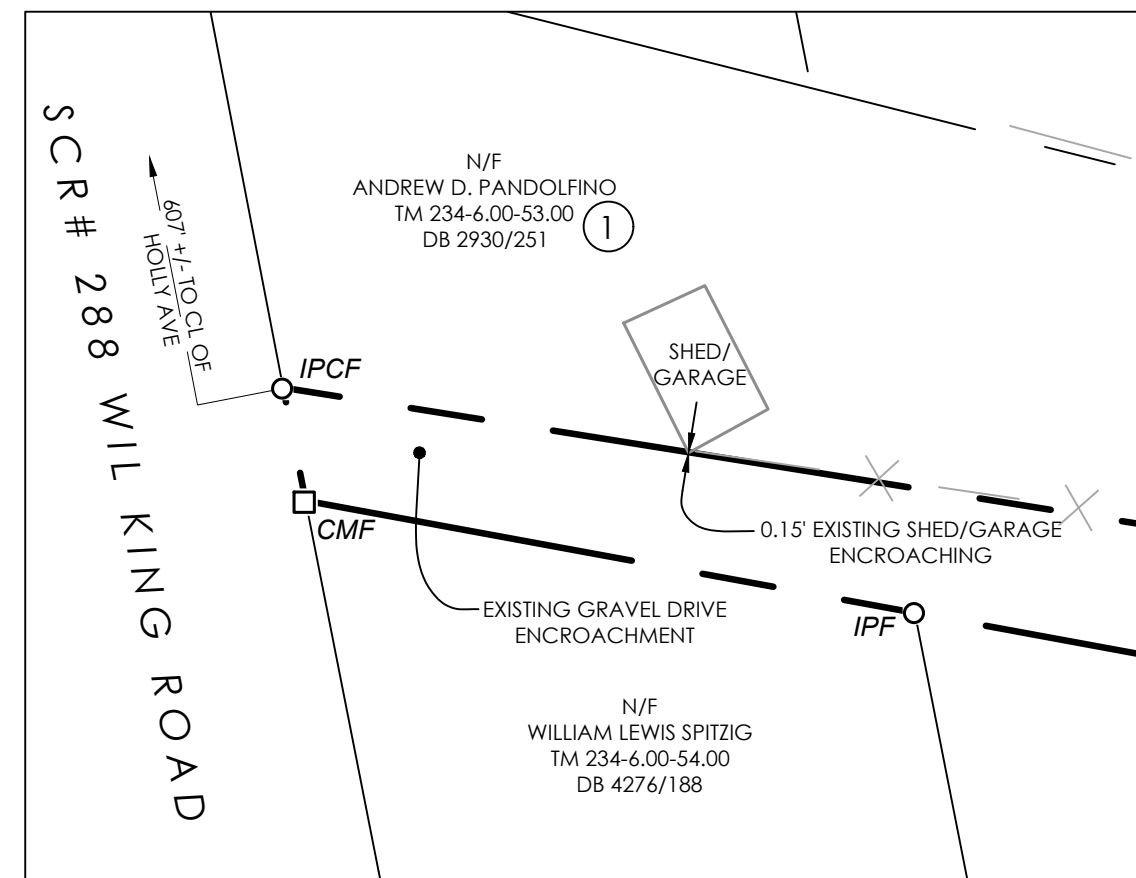 SCR# 288 WIL KING ROAD
607' +/- TO CL OF
HOLLY AVE
N/F
ANDREW D. PANDOLFINO
TM 234-6.00-53.00
DB 2930/251
1
IPCF
SHED/
GARAGE
CMF
0.15' EXISTING SHED/GARAGE
ENCROACHING
EXISTING GRAVEL DRIVE
ENCROACHMENT
IPF
N/F
WILLIAM LEWIS SPITZIG
TM 234-6.00-54.00
DB 4276/188